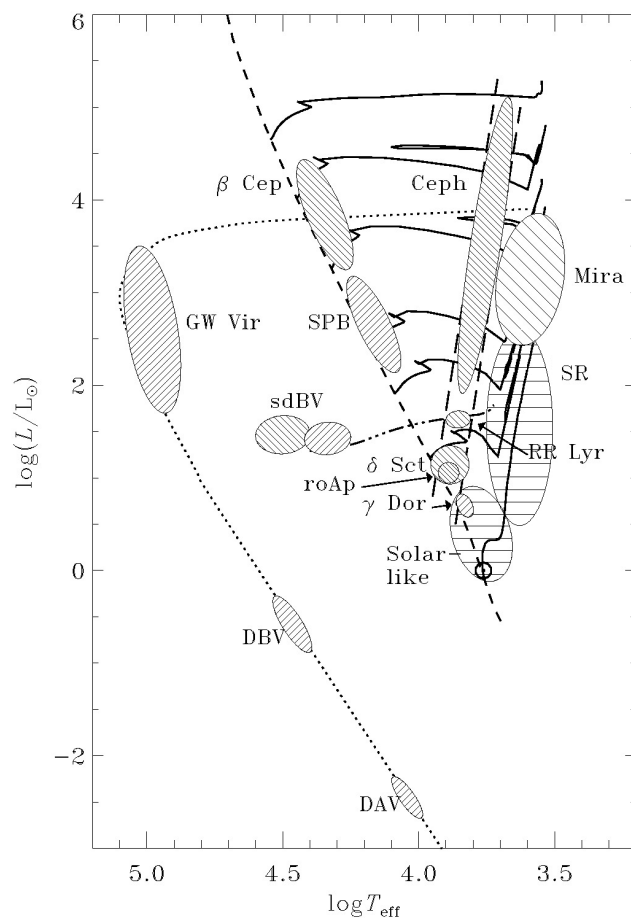 6
4
2
0
−2
log(L/L☉)
β Cep
Ceph
Mira
GW Vir
SPB
SR
sdBV
RR Lyr
δ Sct
roAp
γ Dor
Solar
like
DBV
DAV
5.0 4.5 4.0 3.5
log T_eff